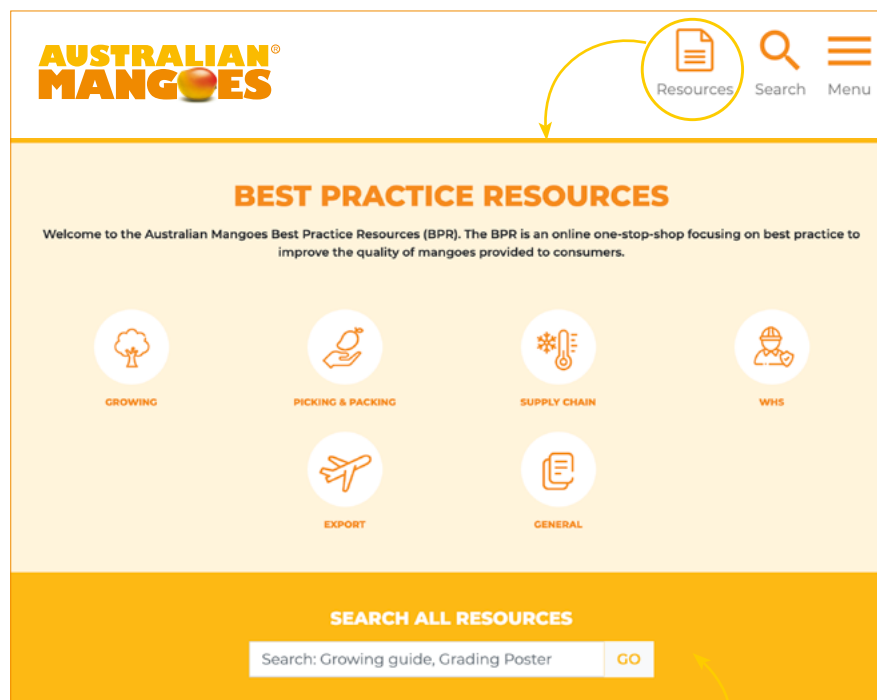 AUSTRALIAN®
MANGOES
Resources
Search
Menu
BEST PRACTICE RESOURCES
Welcome to the Australian Mangoes Best Practice Resources (BPR). The BPR is an online one-stop-shop focusing on best practice to
improve the quality of mangoes provided to consumers.
GROWING
PICKING & PACKING
SUPPLY CHAIN
WHS
EXPORT
GENERAL
SEARCH ALL RESOURCES
Search: Growing guide, Grading Poster
GO